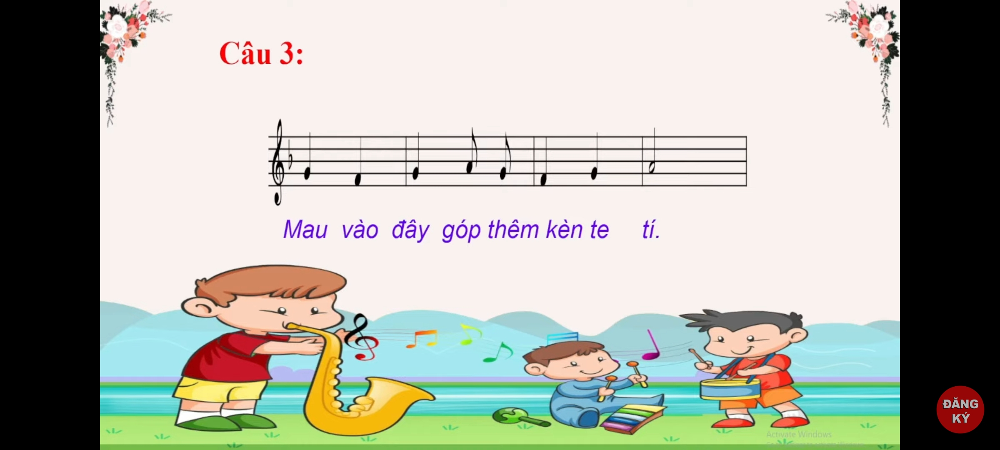 Câu 3:
Mau vào đây góp thêm kèn te tí.
ĐĂNG
KÝ
Activate Windows